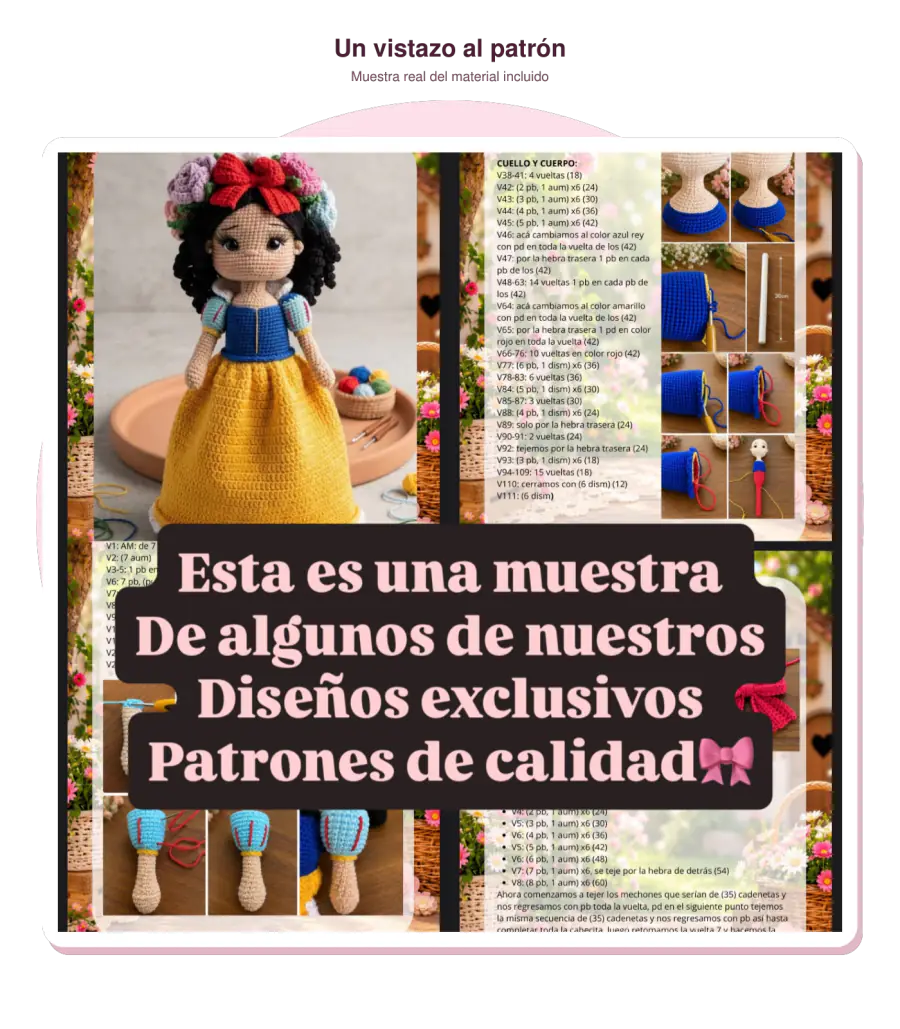 Un vistazo al patrón
Muestra real del material incluido
CUELLO Y CUERPO:
V38-41: 4 vueltas (18)
V42: (2 pb, 1 aum) x6 (24)
V43: (3 pb, 1 aum) x6 (30)
V44: (4 pb, 1 aum) x6 (36)
V45: (5 pb, 1 aum) x6 (42)
V46: acá cambiamos al color azul rey
con pd en toda la vuelta de los (42)
V47: por la hebra trasera 1 pb en cada
pb de los (42)
V48-63: 14 vueltas 1 pb en cada pb de
los (42)
V64: acá cambiamos al color amarillo
con pd en toda la vuelta de los (42)
V65: por la hebra trasera 1 pd en color
rojo en toda la vuelta (42)
V66-76: 10 vueltas en color rojo (42)
V77: (6 pb, 1 dism) x6 (36)
V78-83: 6 vueltas (36)
V84: (5 pb, 1 dism) x6 (30)
V85-87: 3 vueltas (30)
V88: (4 pb, 1 dism) x6 (24)
V89: solo por la hebra trasera (24)
V90-91: 2 vueltas (24)
V92: tejemos por la hebra trasera (24)
V93: (3 pb, 1 dism) x6 (18)
V94-109: 15 vueltas (18)
V110: cerramos con (6 dism) (12)
V111: (6 dism)
V1: AM: de 7
V2: (7 aum)
V3-5: 1 pb en
V6: 7 pb,
Esta es una muestra
De algunos de nuestros
Diseños exclusivos
Patrones de calidad
V4: (2 pb, 1 aum) x6 (24)
V5: (3 pb, 1 aum) x6 (30)
V6: (4 pb, 1 aum) x6 (36)
V5: (5 pb, 1 aum) x6 (42)
V6: (6 pb, 1 aum) x6 (48)
V7: (7 pb, 1 aum) x6, se teje por la hebra de detrás (54)
V8: (8 pb, 1 aum) x6 (60)
Ahora comenzamos a tejer los mechones que serían de (35) cadenetas y
nos regresamos con pb toda la vuelta, pd en el siguiente punto tejemos
la misma secuencia de (35) cadenetas y nos regresamos con pb así hasta
completar toda la cabecita, luego retomamos la vuelta 7 y hacemos la